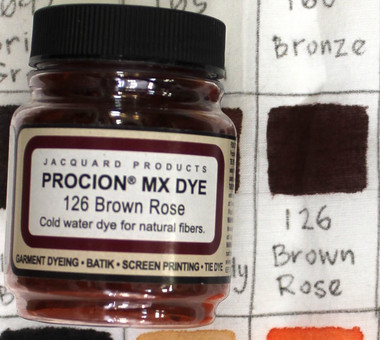 160
Bronze
JACQUARD PRODUCTS
PROCION® MX DYE
126 Brown Rose
Cold water dye for natural fibers.
GARMENT DYEING • BATIK • SCREEN PRINTING • TIE DYE
126
Brown
Rose